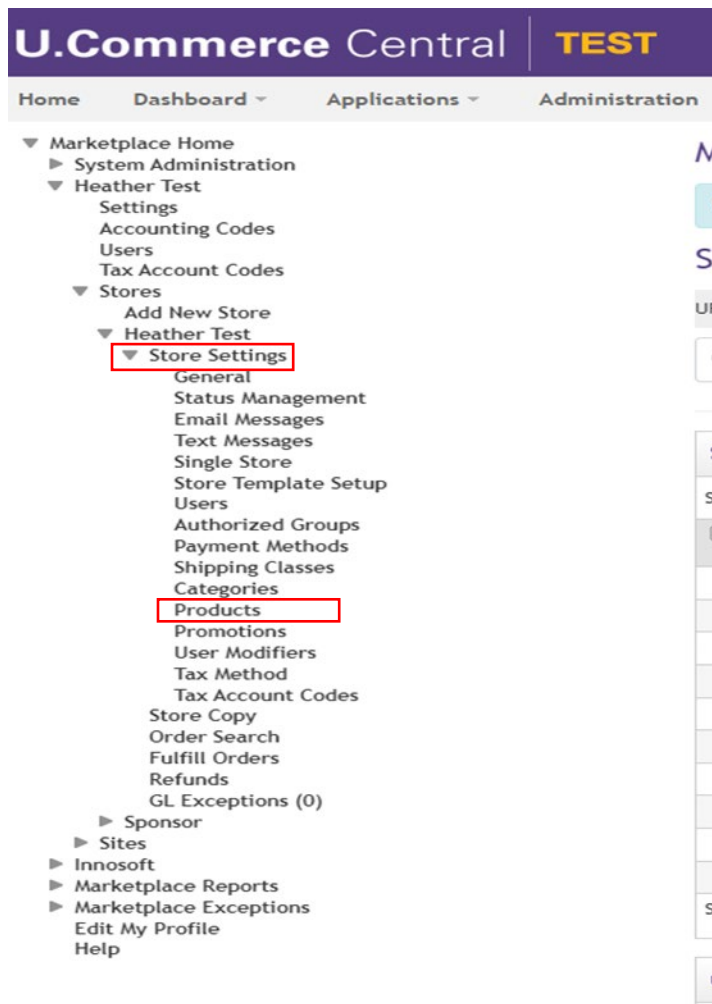 U.Commerce Central TEST
Home Dashboard Applications Administration
Marketplace Home
System Administration
Heather Test
Settings
Accounting Codes
Users
Tax Account Codes
Stores
Add New Store
Heather Test
Store Settings
General
Status Management
Email Messages
Text Messages
Single Store
Store Template Setup
Users
Authorized Groups
Payment Methods
Shipping Classes
Categories
Products
Promotions
User Modifiers
Tax Method
Tax Account Codes
Store Copy
Order Search
Fulfill Orders
Refunds
GL Exceptions (0)
Sponsor
Sites
Innosoft
Marketplace Reports
Marketplace Exceptions
Edit My Profile
Help